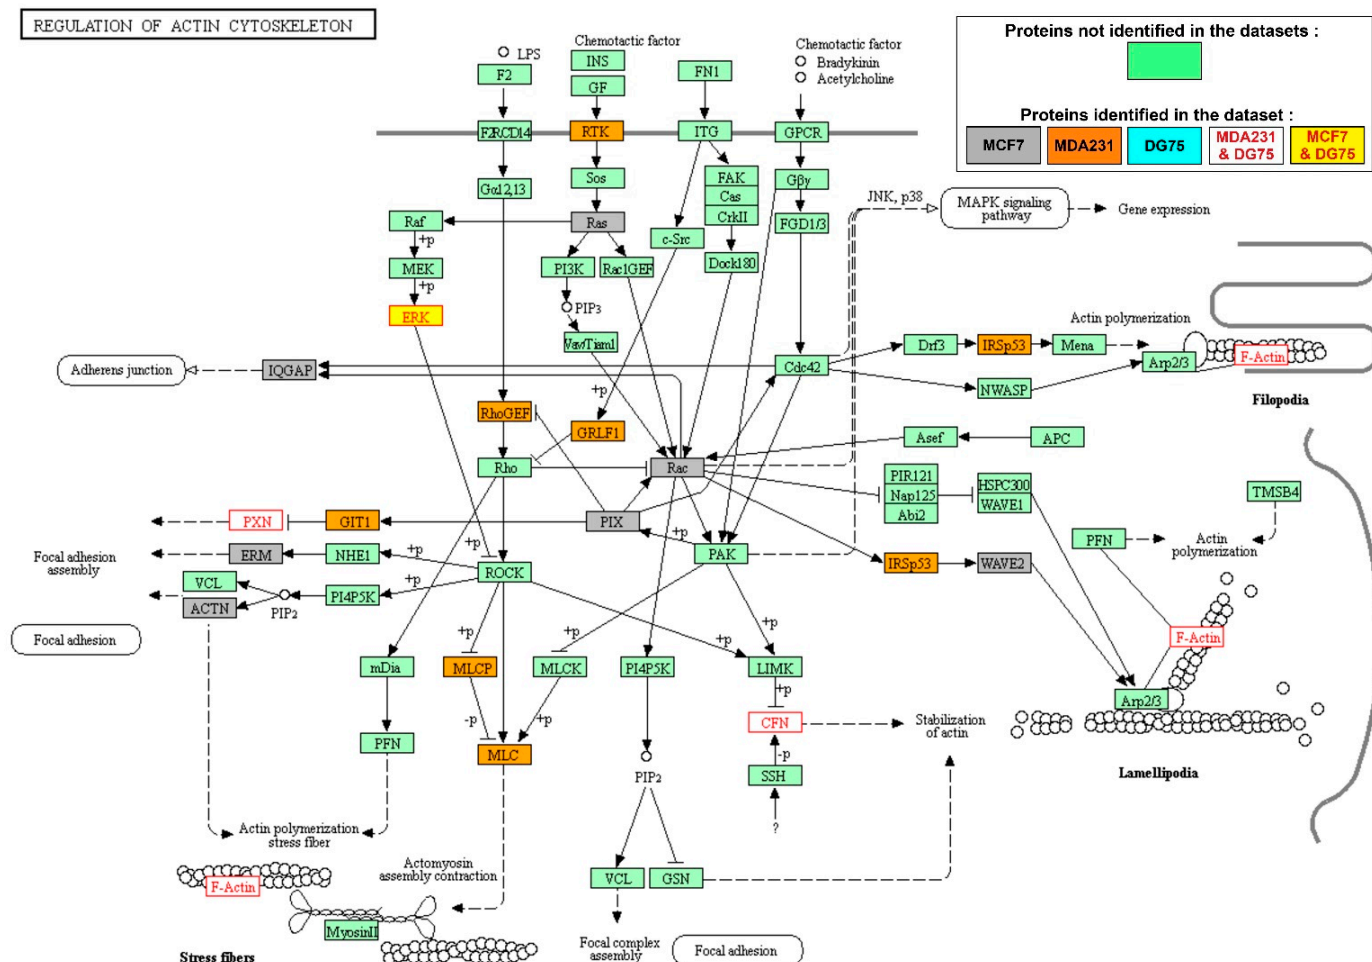 REGULATION OF ACTIN CYTOSKELETON
Proteins not identified in the datasets :
Proteins identified in the dataset :
MCF7
MDA231
DG75
MDA231
& DG75
MCF7
& DG75
LPS
F2
F2RCD14
Gα12,13
Chemotactic factor
INS
GF
RTK
Sos
Ras
Raf
+p
MEK
+p
ERK
PI3K
Rac1GEF
PIP3
Vav/Tiam1
FN1
ITG
FAK
Cas
CrkII
c-Src
Dock180
Chemotactic factor
Bradykinin
Acetylcholine
GPCR
Gβγ
FGD1/3
JNK, p38
MAPK signaling
pathway
Gene expression
Adherens junction
IQGAP
+p
Cdc42
Drf3
IRSp53
Mena
Actin polymerization
Arp2/3
F-Actin
NWASP
Filopodia
RhoGEF
GRLF1
Rho
Rac
Asef
APC
PIR121
Nap125
Abi2
HSPC300
WAVE1
TMSB4
PXN
GIT1
PIX
+p
PAK
IRSp53
WAVE2
PFN
Actin
polymerization
Focal adhesion
assembly
ERM
NHE1
+p
+p
ROCK
VCL
ACTN
PIP2
PI4P5K
+p
Focal adhesion
mDia
+p
MLCP
+p
MLCK
PI4P5K
+p
+p
LIMK
+p
F-Actin
Arp2/3
-p
+p
MLC
PFN
CFN
Stabilization
of actin
-p
SSH
?
PIP2
Lamellipodia
Actin polymerization
stress fiber
F-Actin
Actomyosin
assembly contraction
MyosinII
Stress fibers
VCL
GSN
Focal complex
assembly
Focal adhesion